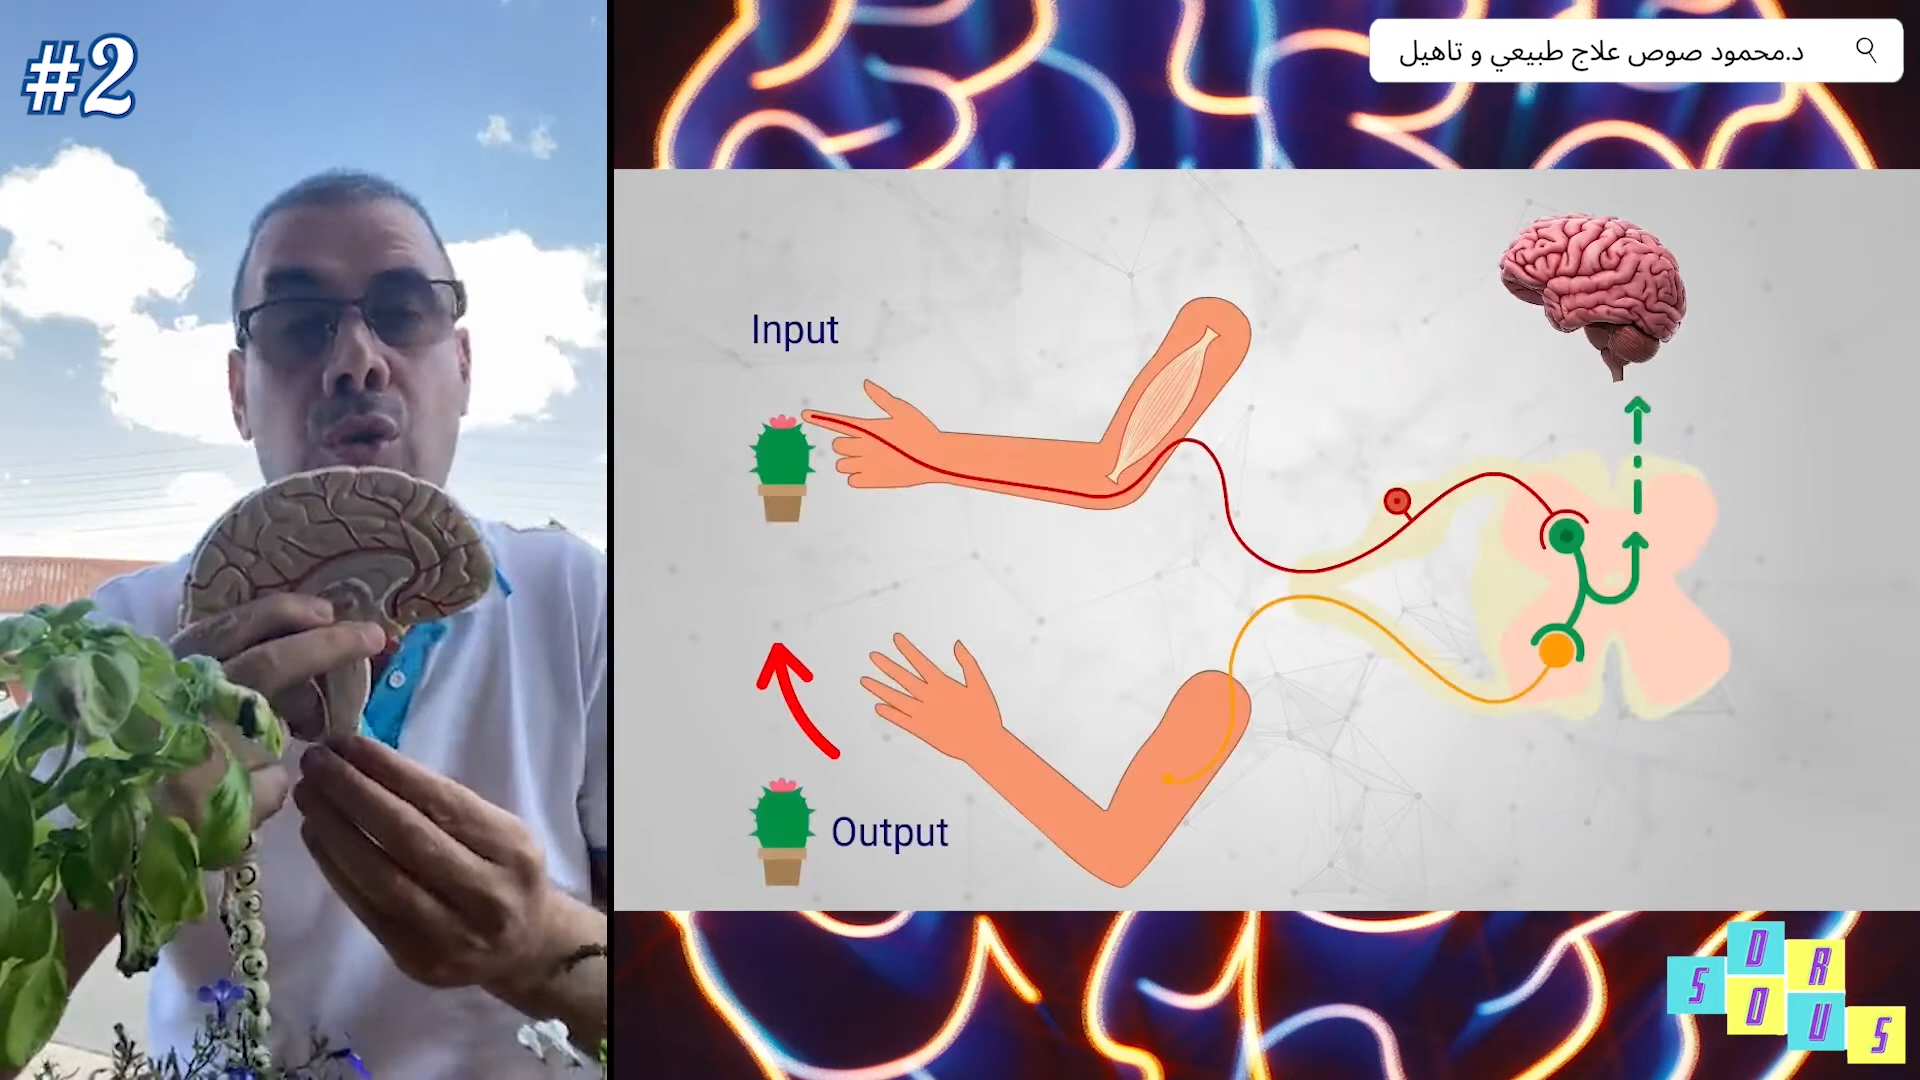 #2
د.محمود صوص علاج طبيعي و تاهيل
Input
Output
D R
S O U S